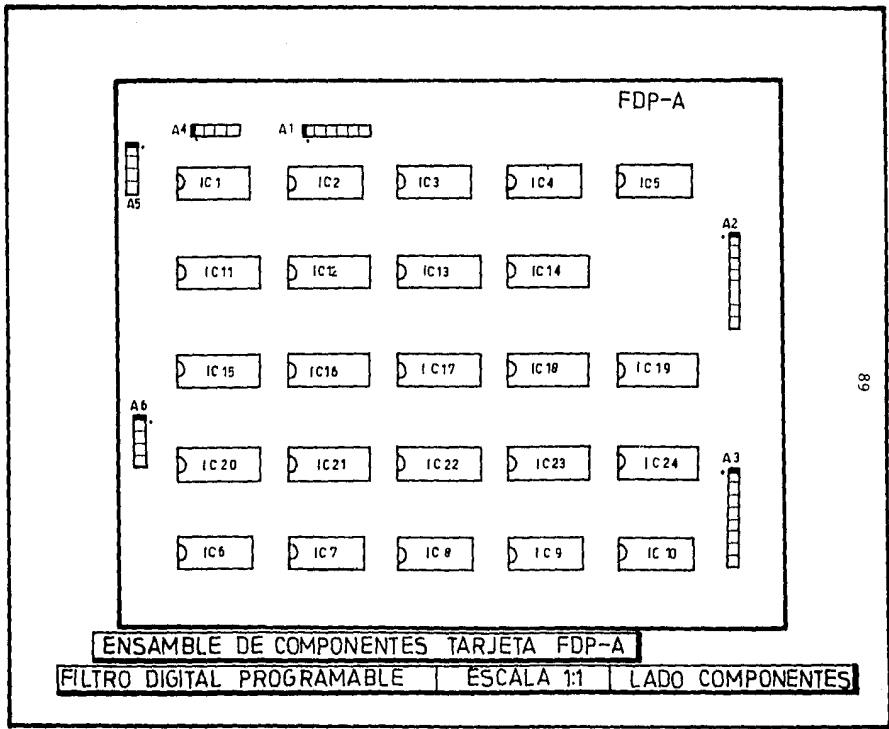 FDP-A
A4 A1
A5
IC1 IC2 IC3 IC4 IC5
A2
IC11 IC12 IC13 IC14
IC15 IC16 IC17 IC18 IC19
89
A6
IC20 IC21 IC22 IC23 IC24
A3
IC6 IC7 IC8 IC9 IC10
ENSAMBLE DE COMPONENTES TARJETA FDP-A
FILTRO DIGITAL PROGRAMABLE ESCALA 1:1 LADO COMPONENTES